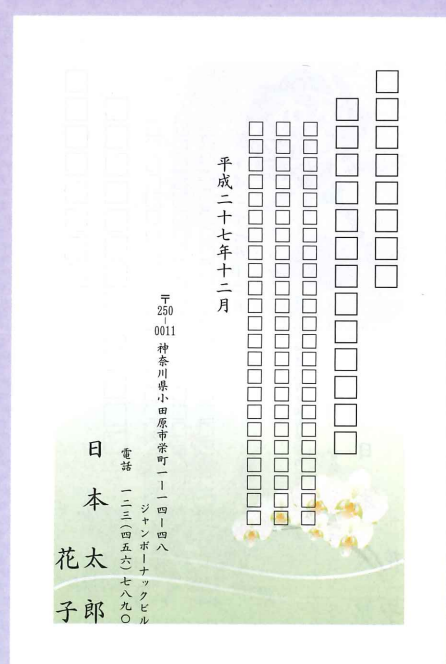 平成二十七年十二月
〒250-0011 神奈川県小田原市栄町一ー一四ー四八
ジャンボーナックビル
電話 一二三(四五六)七八九〇
日本太郎
花子